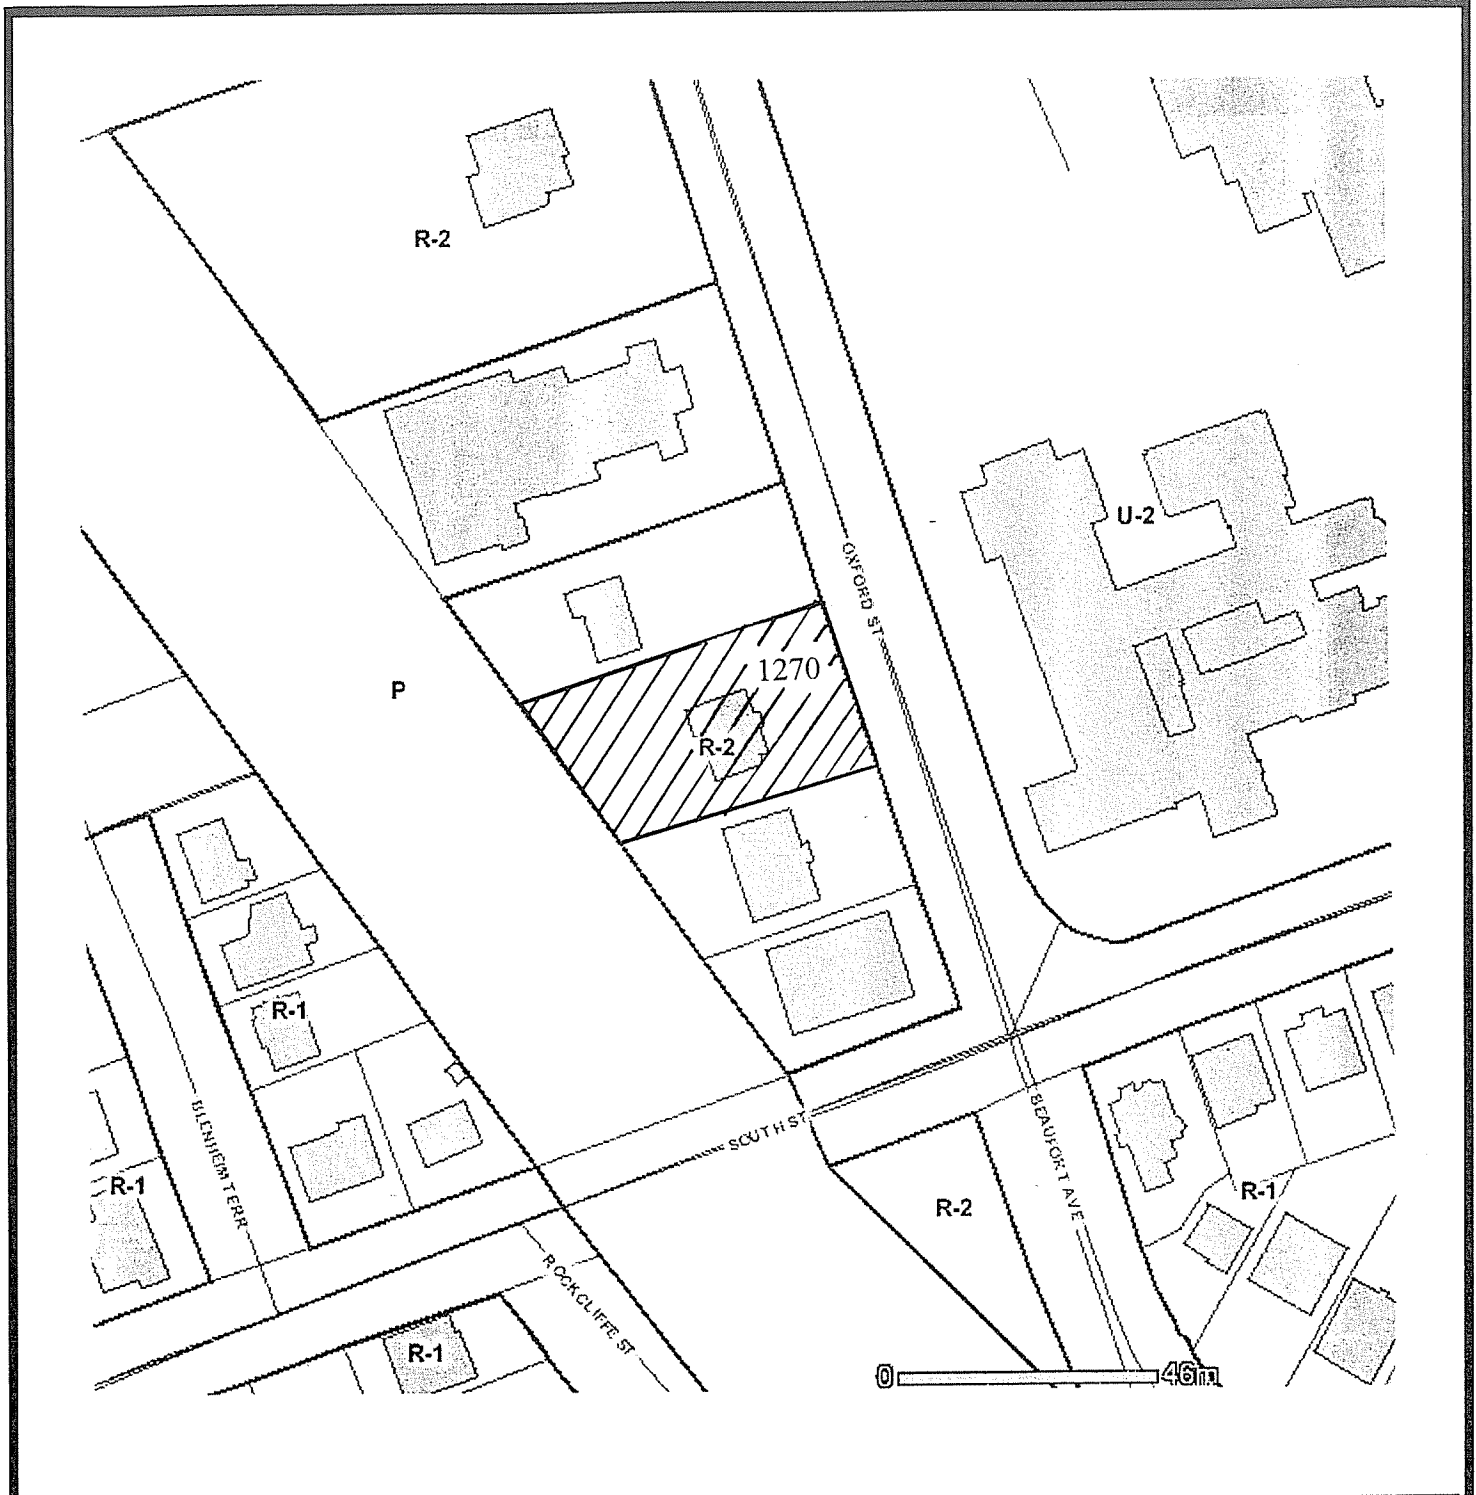 R-2
OXFORD ST
U-2
P
1270
R-2
R-1
BLENHEIM TERR
SOUTH ST
BEAUFORT AVE
R-1
R-1
R-2
ROCKCLIFFE ST
R-1
0 46m